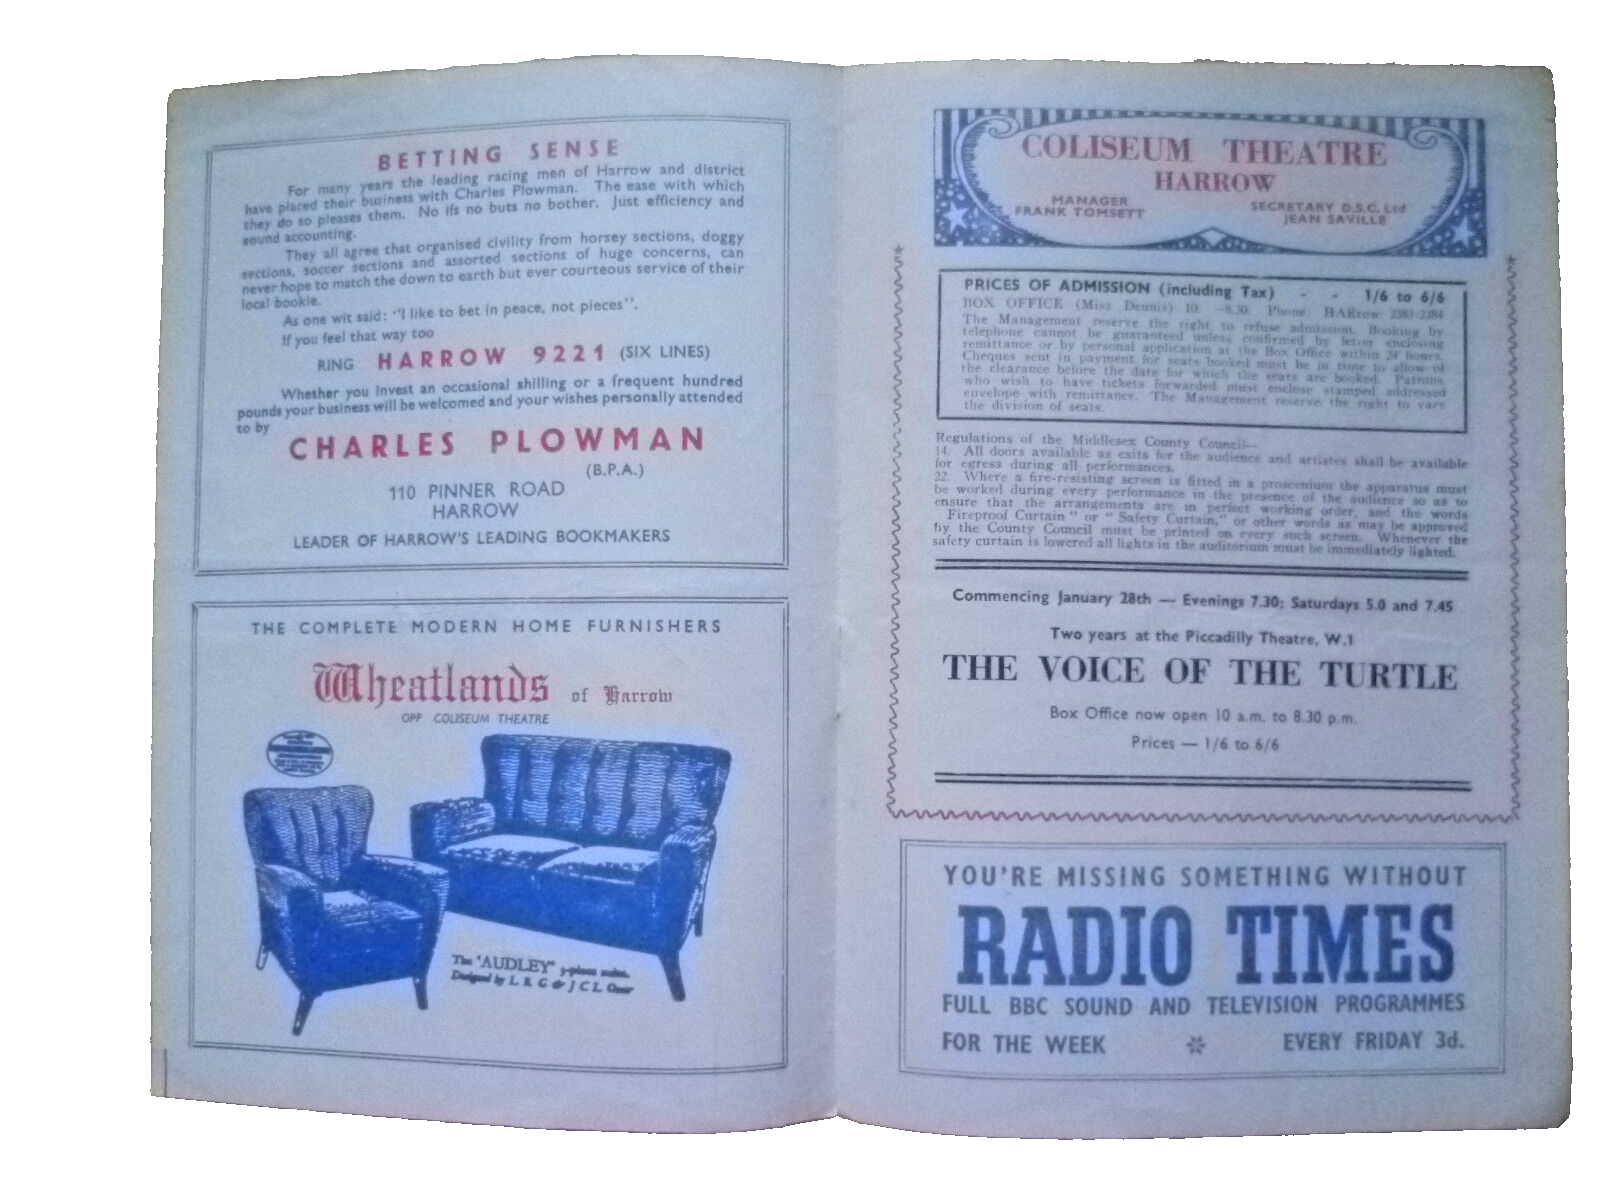 BETTING SENSE
For many years the leading racing men of Harrow and district
have placed their business with Charles Plowman. The ease with which
they do so pleases them. No ifs no buts no bother. Just efficiency and
sound accounting.
They all agree that organised civility from horsey sections, doggy
sections, soccer sections and assorted sections of huge concerns, can
never hope to match the down to earth but ever courteous service of their
local bookie.
As one wit said: "I like to bet in peace, not pieces".
If you feel that way too
RING HARROW 9221 (SIX LINES)
Whether you invest an occasional shilling or a frequent hundred
pounds your business will be welcomed and your wishes personally attended
to by
CHARLES PLOWMAN
(B.P.A.)
110 PINNER ROAD
HARROW
LEADER OF HARROW'S LEADING BOOKMAKERS
THE COMPLETE MODERN HOME FURNISHERS
Wheatlands of Harrow
OPP COLISEUM THEATRE
The 'AUDLEY' 3-piece suite.
Designed by L R G & J C L
COLISEUM THEATRE
HARROW
MANAGER
FRANK TOMSETT
SECRETARY D.S.C. Ltd
JEAN SAVILLE
PRICES OF ADMISSION (including Tax) - - 1/6 to 6/6
BOX OFFICE (Miss Dennis) 10 —8.30. Phone: HARrow 2383-2384
The Management reserve the right to refuse admission. Booking by
telephone cannot be guaranteed unless confirmed by letter enclosing
remittance or by personal application at the Box Office within 24 hours.
Cheques sent in payment for seats booked must be in time to allow of
the clearance before the date for which the seats are booked. Patrons
who wish to have tickets forwarded must enclose stamped addressed
envelope with remittance. The Management reserve the right to vary
the division of seats.
Regulations of the Middlesex County Council—
14. All doors available as exits for the audience and artistes shall be available
for egress during all performances.
22. Where a fire-resisting screen is fitted in a proscenium the apparatus must
be worked during every performance in the presence of the audience so as to
ensure that the arrangements are in perfect working order, and the words
Fireproof Curtain" or "Safety Curtain," or other words as may be approved
by the County Council must be printed on every such screen. Whenever the
safety curtain is lowered all lights in the auditorium must be immediately lighted.
Commencing January 28th — Evenings 7.30; Saturdays 5.0 and 7.45
Two years at the Piccadilly Theatre, W.1
THE VOICE OF THE TURTLE
Box Office now open 10 a.m. to 8.30 p.m.
Prices — 1/6 to 6/6
YOU'RE MISSING SOMETHING WITHOUT
RADIO TIMES
FULL BBC SOUND AND TELEVISION PROGRAMMES
FOR THE WEEK * EVERY FRIDAY 3d.